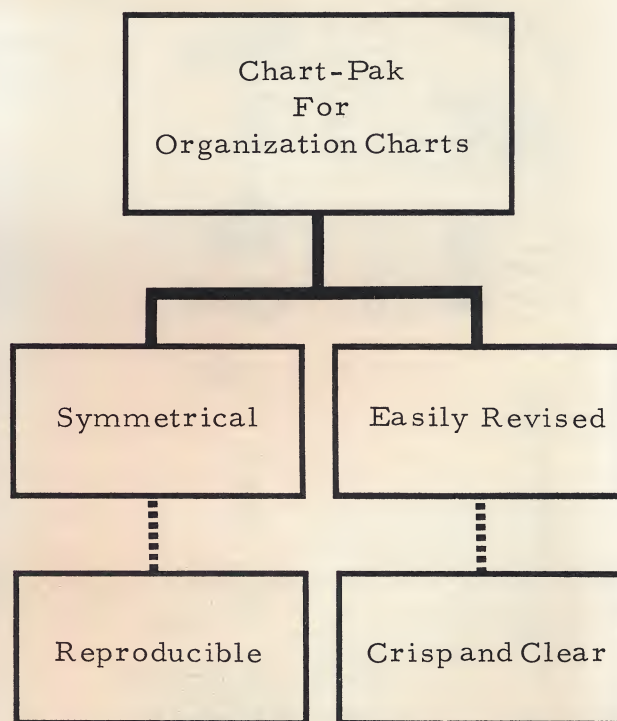 Chart-Pak
For
Organization Charts
Symmetrical
Easily Revised
Reproducible
Crisp and Clear